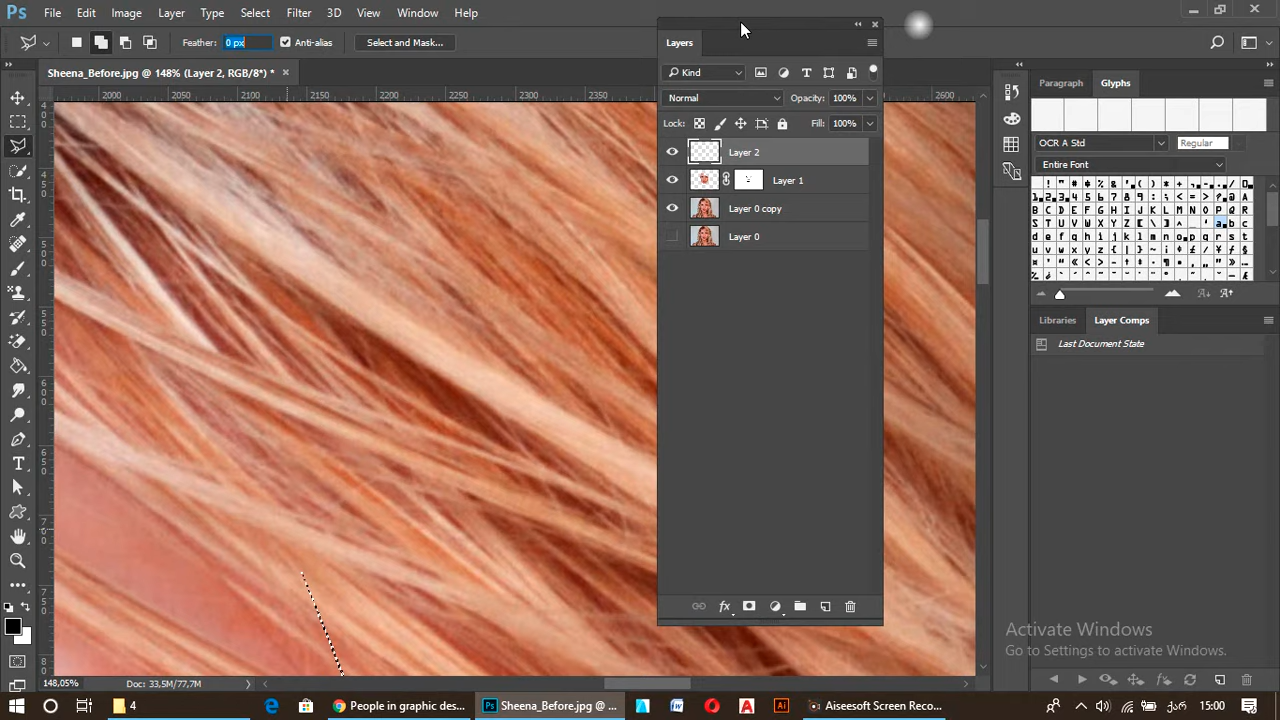 Ps File Edit Image Layer Type Select Filter 3D View Window Help
Feather: 0 px Anti-alias Select and Mask...
Sheena_Before.jpg @ 148% (Layer 2, RGB/8*) *
2000 2050 2100 2150 2200 2250 2300 2350 2600
Layers
Kind
Normal Opacity: 100%
Lock: Fill: 100%
Layer 2
Layer 1
Layer 0 copy
Layer 0
Paragraph Glyphs
OCR A Std Regular
Entire Font
Libraries Layer Comps
Last Document State
Activate Windows
Go to Settings to activate Windows.
148,05% Doc: 33,5M/77,7M
4 People in graphic des... Sheena_Before.jpg @ ... Aiseesoft Screen Reco... 15:00